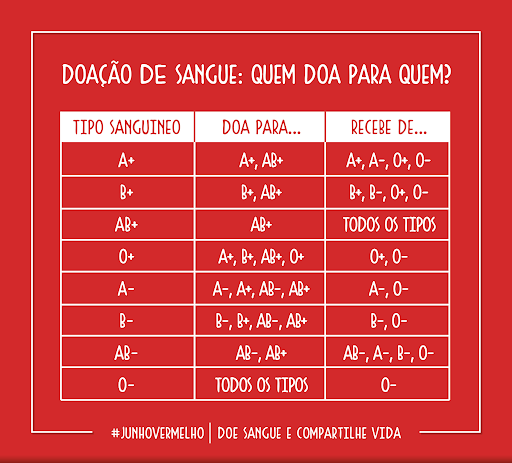 DOAÇÃO DE SANGUE: QUEM DOA PARA QUEM?
TIPO SANGUINEO DOA PARA... RECEBE DE...
A+ A+, AB+ A+, A-, O+, O-
B+ B+, AB+ B+, B-, O+, O-
AB+ AB+ TODOS OS TIPOS
O+ A+, B+, AB+, O+ O+, O-
A- A-, A+, AB-, AB+ A-, O-
B- B-, B+, AB-, AB+ B-, O-
AB- AB-, AB+ AB-, A-, B-, O-
O- TODOS OS TIPOS O-
#JUNHOVERMELHO | DOE SANGUE E COMPARTILHE VIDA